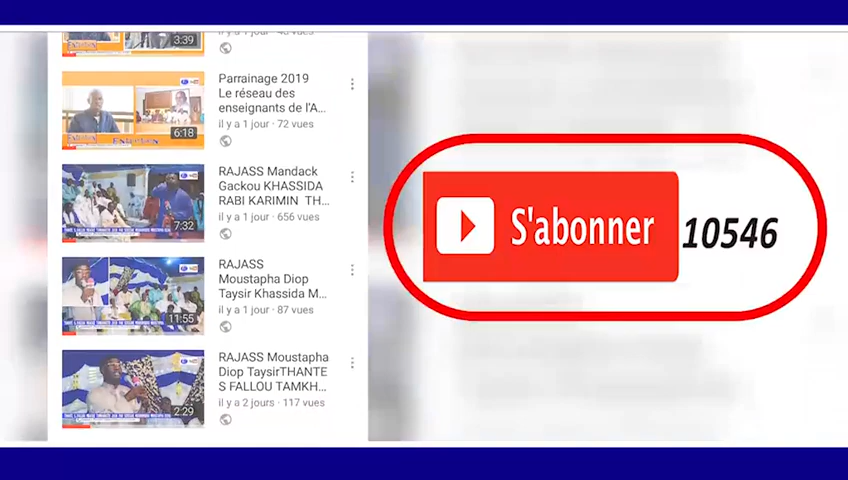 3:39
Parrainage 2019
Le réseau des
enseignants de l'A...
il y a 1 jour · 72 vues
6:18
RAJASS Mandack
Gackou KHASSIDA
RABI KARIMIN TH...
il y a 1 jour · 656 vues
7:32
RAJASS
Moustapha Diop
Taysir Khassida M...
il y a 1 jour · 87 vues
11:55
RAJASS Moustapha
Diop TaysirTHANTE
S FALLOU TAMKH...
il y a 2 jours · 117 vues
2:29
S'abonner
10546